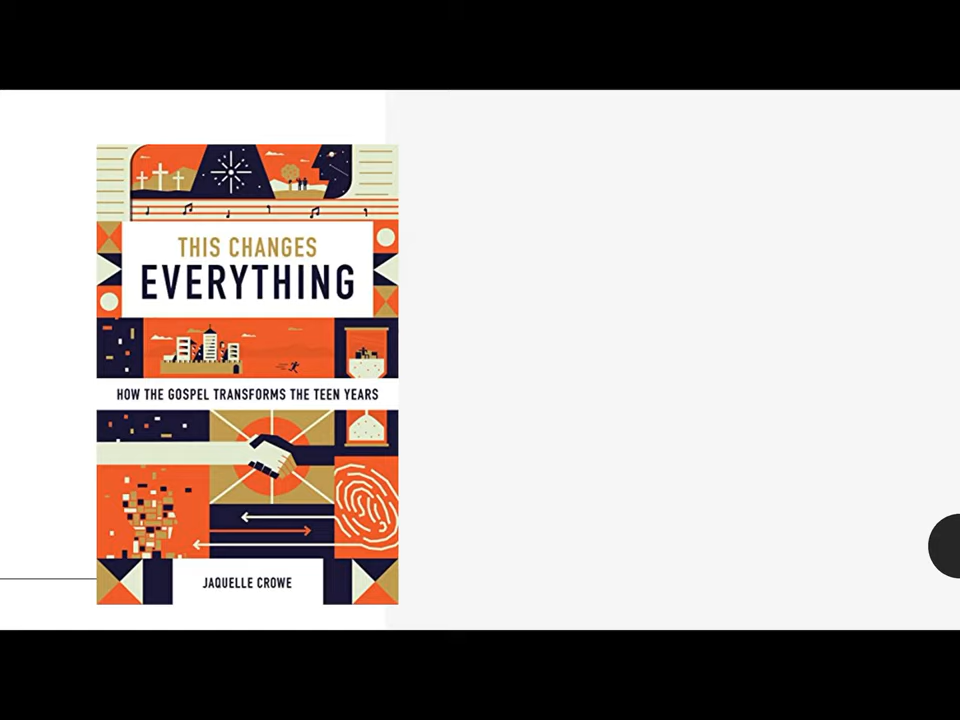 THIS CHANGES
EVERYTHING
HOW THE GOSPEL TRANSFORMS THE TEEN YEARS
JAQUELLE CROWE